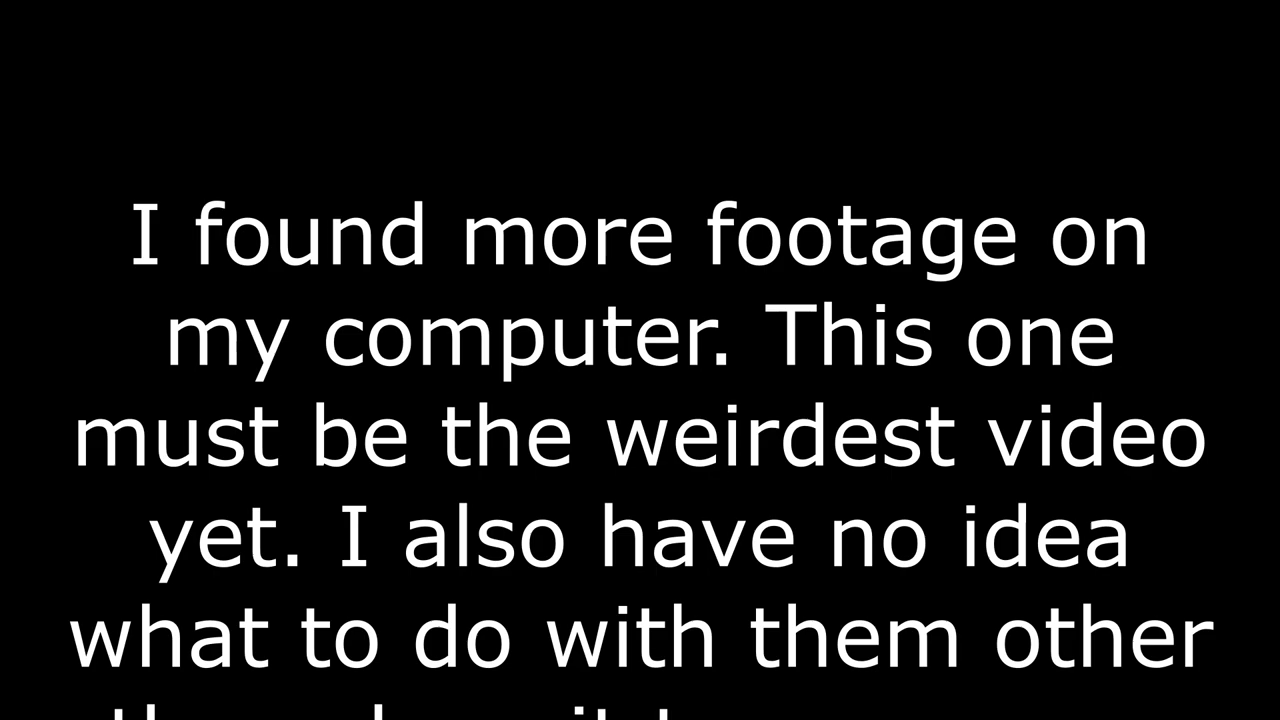 I found more footage on
my computer. This one
must be the weirdest video
yet. I also have no idea
what to do with them other